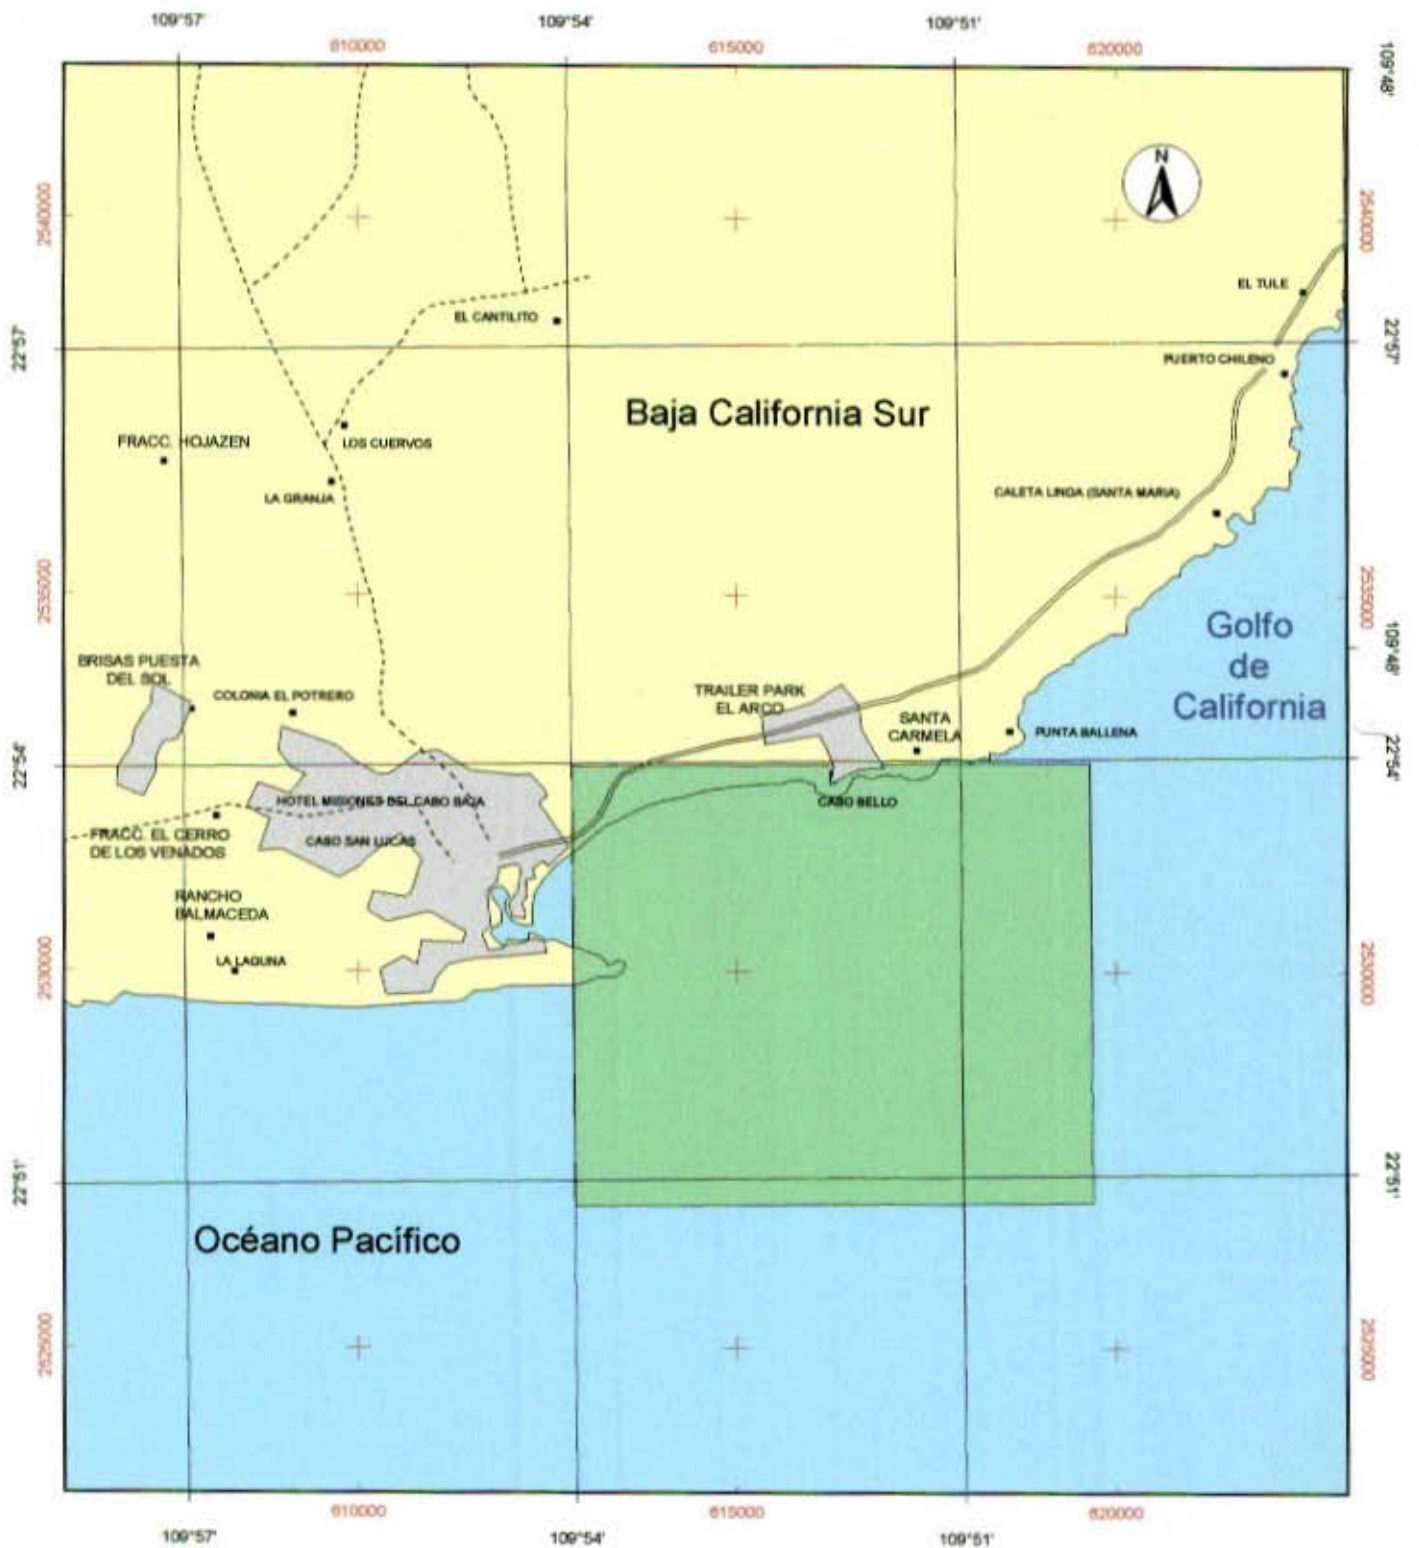 109°57'
109°54'
109°51'
610000
615000
620000
109°48'
N
2540000
2540000
EL TULE
EL CANTILITO
22°57'
22°57'
PUERTO CHILENO
Baja California Sur
FRACC. HOJAZEN
LOS CUERVOS
LA GRANJA
CALETA LINDA (SANTA MARIA)
2535000
2535000
Golfo
de
California
109°48'
BRISAS PUESTA
DEL SOL
COLONIA EL POTRERO
TRAILER PARK
EL ARCO
SANTA
CARMELA
PUNTA BALLENA
22°54'
22°54'
HOTEL MISIONES DEL CABO BAJA
CABO BELLO
FRACC. EL CERRO
DE LOS VENADOS
CABO SAN LUCAS
RANCHO
BALMACEDA
LA LAGUNA
2530000
2530000
22°51'
22°51'
Océano Pacífico
2525000
2525000
610000
615000
620000
109°57'
109°54'
109°51'